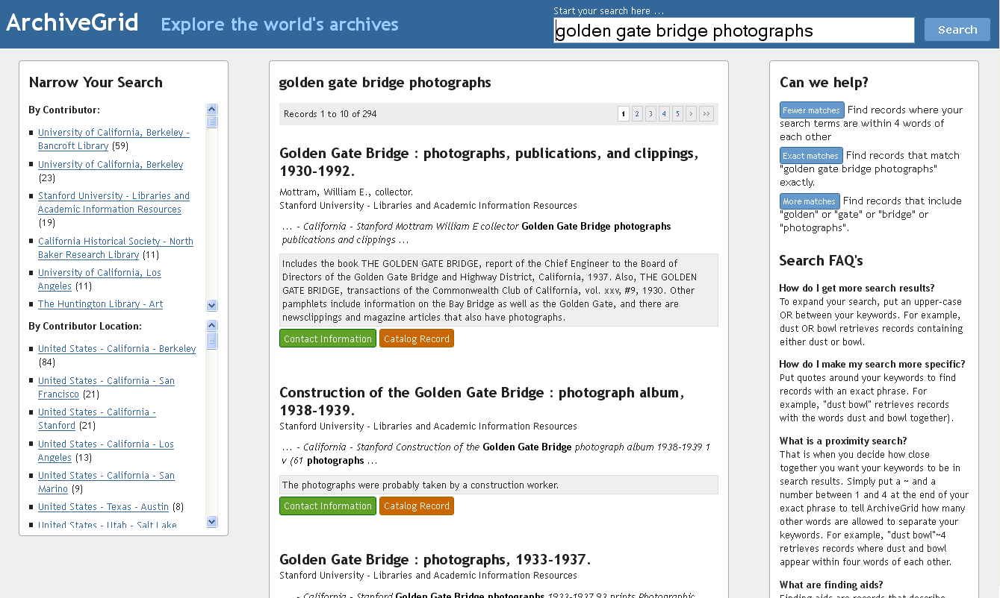 ArchiveGrid
Explore the world's archives
Start your search here ...
golden gate bridge photographs
Search
Narrow Your Search
By Contributor:
University of California, Berkeley -
Bancroft Library (59)
University of California, Berkeley
(23)
Stanford University - Libraries and
Academic Information Resources
(19)
California Historical Society - North
Baker Research Library (11)
University of California, Los
Angeles (11)
The Huntington Library - Art
By Contributor Location:
United States - California - Berkeley
(84)
United States - California - San
Francisco (21)
United States - California -
Stanford (21)
United States - California - Los
Angeles (13)
United States - California - San
Marino (9)
United States - Texas - Austin (8)
United States - Utah - Salt Lake
golden gate bridge photographs
Records 1 to 10 of 294
1 2 3 4 5 > >>
Golden Gate Bridge : photographs, publications, and clippings,
1930-1992.
Mottram, William E., collector.
Stanford University - Libraries and Academic Information Resources
... - California - Stanford Mottram William E collector Golden Gate Bridge photographs
publications and clippings ...
Includes the book THE GOLDEN GATE BRIDGE, report of the Chief Engineer to the Board of
Directors of the Golden Gate Bridge and Highway District, California, 1937. Also, THE GOLDEN
GATE BRIDGE, transactions of the Commonwealth Club of California, vol. xxv, #9, 1930. Other
pamphlets include information on the Bay Bridge as well as the Golden Gate, and there are
newsclippings and magazine articles that also have photographs.
Contact Information Catalog Record
Construction of the Golden Gate Bridge : photograph album,
1938-1939.
Stanford University - Libraries and Academic Information Resources
... - California - Stanford Construction of the Golden Gate Bridge photograph album 1938-1939 1
v (61 photographs ...
The photographs were probably taken by a construction worker.
Contact Information Catalog Record
Golden Gate Bridge : photographs, 1933-1937.
Stanford University - Libraries and Academic Information Resources
... - California - Stanford Golden Gate Bridge photographs 1933-1937 93 prints Photographic
Can we help?
Fewer matches Find records where your
search terms are within 4 words of
each other
Exact matches Find records that match
"golden gate bridge photographs"
exactly.
More matches Find records that include
"golden" or "gate" or "bridge" or
"photographs".
Search FAQ's
How do I get more search results?
To expand your search, put an upper-case
OR between your keywords. For example,
dust OR bowl retrieves records containing
either dust or bowl.
How do I make my search more specific?
Put quotes around your keywords to find
records with an exact phrase. For
example, "dust bowl" retrieves records
with the words dust and bowl together).
What is a proximity search?
That is when you decide how close
together you want your keywords to be in
search results. Simply put a ~ and a
number between 1 and 4 at the end of your
exact phrase to tell ArchiveGrid how many
other words are allowed to separate your
keywords. For example, "dust bowl"~4
retrieves records where dust and bowl
appear within four words of each other.
What are finding aids?
Finding aids are records that describe